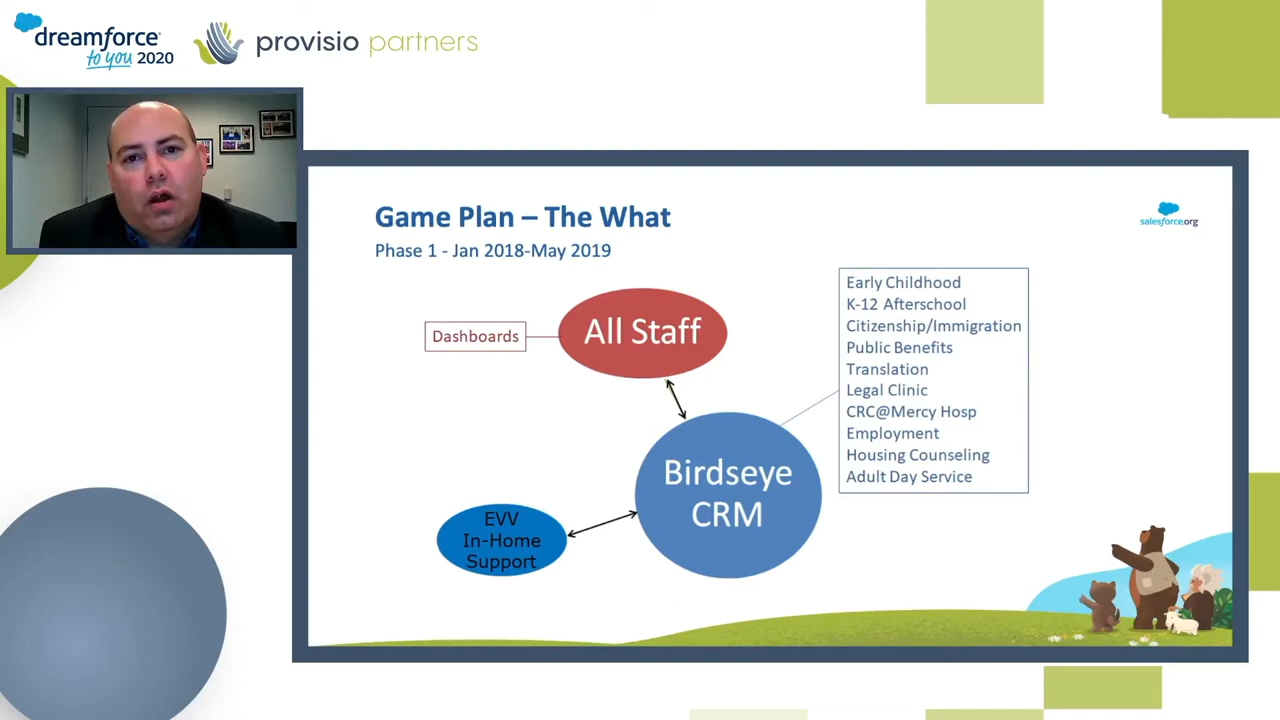 dreamforce
to you 2020
provisio partners
Game Plan – The What
salesforce.org
Phase 1 - Jan 2018-May 2019
Dashboards
All Staff
Early Childhood
K-12 Afterschool
Citizenship/Immigration
Public Benefits
Translation
Legal Clinic
CRC@Mercy Hosp
Employment
Housing Counseling
Adult Day Service
Birdseye
CRM
EVV
In-Home
Support